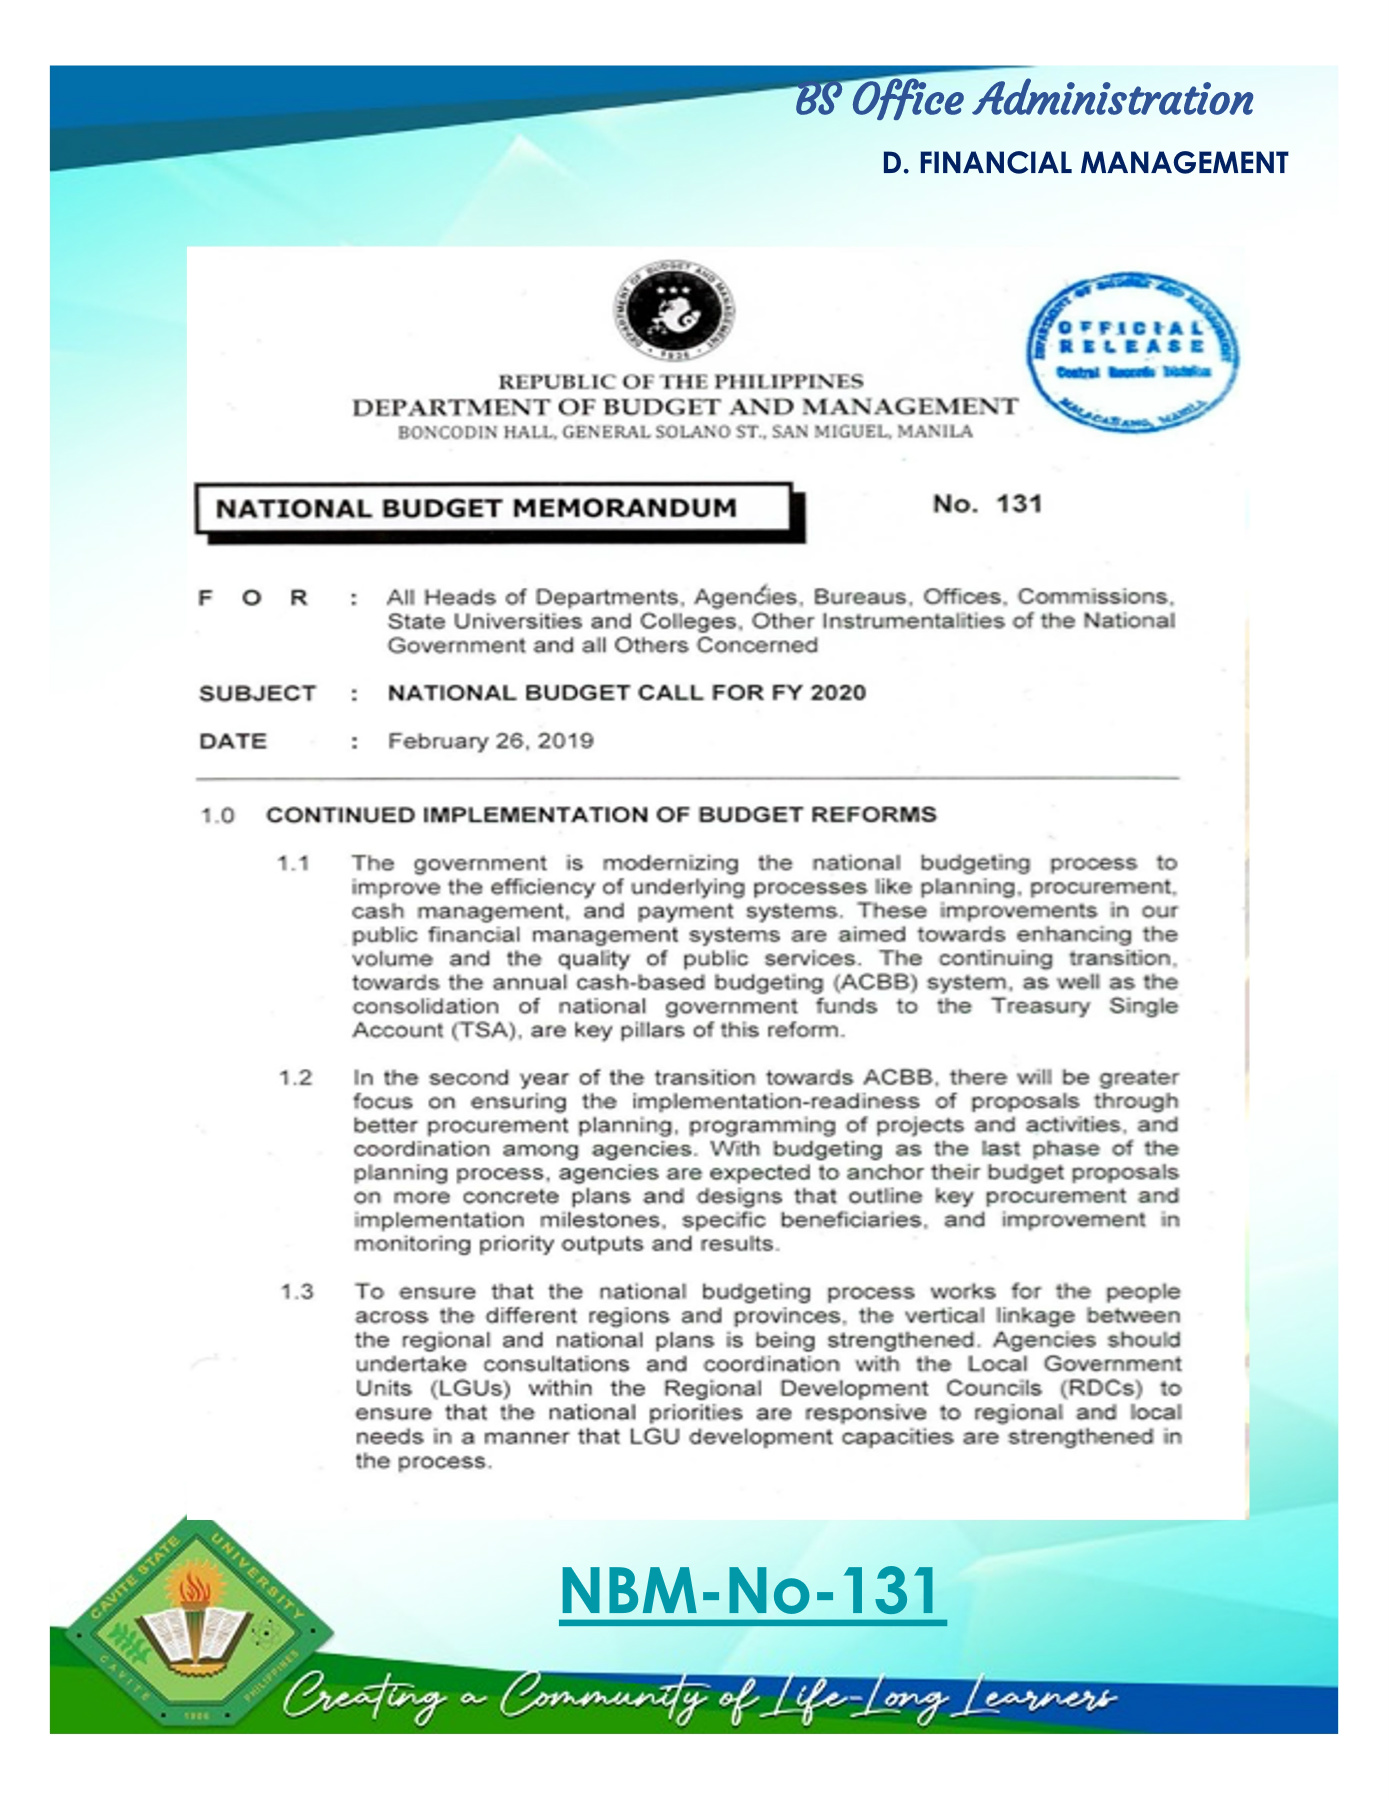 BS Office Administration
D. FINANCIAL MANAGEMENT
DEPARTMENT OF BUDGET AND MANAGEMENT
1936
DEPARTMENT OF BUDGET AND MANAGEMENT
OFFICIAL
RELEASE
Central Records Division
MALACAÑANG, MANILA
REPUBLIC OF THE PHILIPPINES
DEPARTMENT OF BUDGET AND MANAGEMENT
BONCODIN HALL, GENERAL SOLANO ST., SAN MIGUEL, MANILA
NATIONAL BUDGET MEMORANDUM No. 131
F O R : All Heads of Departments, Agencies, Bureaus, Offices, Commissions,
State Universities and Colleges, Other Instrumentalities of the National
Government and all Others Concerned
SUBJECT : NATIONAL BUDGET CALL FOR FY 2020
DATE : February 26, 2019
1.0 CONTINUED IMPLEMENTATION OF BUDGET REFORMS
1.1 The government is modernizing the national budgeting process to
improve the efficiency of underlying processes like planning, procurement,
cash management, and payment systems. These improvements in our
public financial management systems are aimed towards enhancing the
volume and the quality of public services. The continuing transition,
towards the annual cash-based budgeting (ACBB) system, as well as the
consolidation of national government funds to the Treasury Single
Account (TSA), are key pillars of this reform.
1.2 In the second year of the transition towards ACBB, there will be greater
focus on ensuring the implementation-readiness of proposals through
better procurement planning, programming of projects and activities, and
coordination among agencies. With budgeting as the last phase of the
planning process, agencies are expected to anchor their budget proposals
on more concrete plans and designs that outline key procurement and
implementation milestones, specific beneficiaries, and improvement in
monitoring priority outputs and results.
1.3 To ensure that the national budgeting process works for the people
across the different regions and provinces, the vertical linkage between
the regional and national plans is being strengthened. Agencies should
undertake consultations and coordination with the Local Government
Units (LGUs) within the Regional Development Councils (RDCs) to
ensure that the national priorities are responsive to regional and local
needs in a manner that LGU development capacities are strengthened in
the process.
NBM-No-131
CAVITE STATE UNIVERSITY
CAVITE PHILIPPINES
1906
Creating a Community of Life-Long Learners